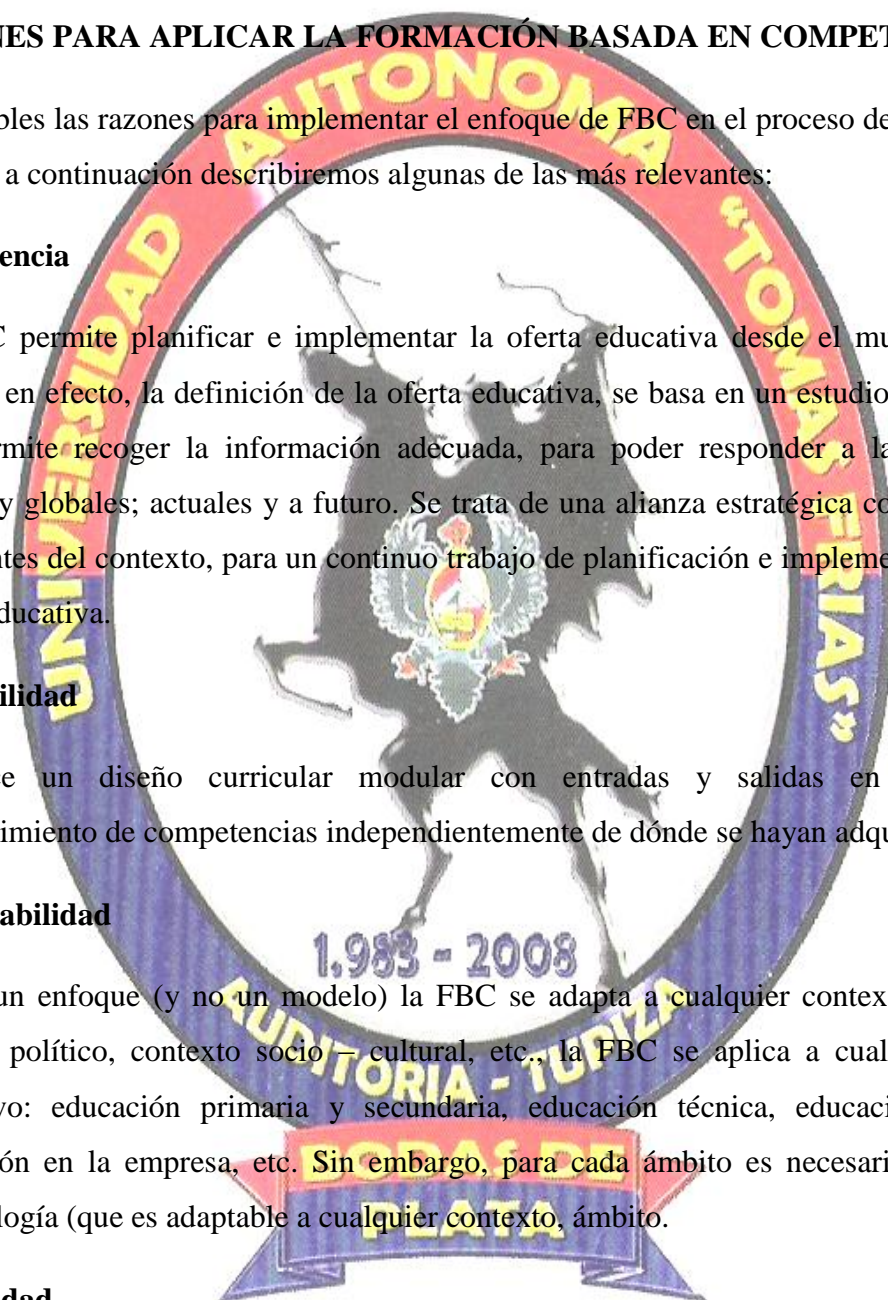 NES PARA APLICAR LA FORMACIÓN BASADA EN COMPET
bles las razones para implementar el enfoque de FBC en el proceso de
a continuación describiremos algunas de las más relevantes:
encia
C permite planificar e implementar la oferta educativa desde el mu
en efecto, la definición de la oferta educativa, se basa en un estudio
rmite recoger la información adecuada, para poder responder a la
y globales; actuales y a futuro. Se trata de una alianza estratégica co
ntes del contexto, para un continuo trabajo de planificación e impleme
educativa.
ilidad
e un diseño curricular modular con entradas y salidas en
imiento de competencias independientemente de dónde se hayan adqu
abilidad
un enfoque (y no un modelo) la FBC se adapta a cualquier contex
político, contexto socio – cultural, etc., la FBC se aplica a cual
vo: educación primaria y secundaria, educación técnica, educaci
ión en la empresa, etc. Sin embargo, para cada ámbito es necesari
logía (que es adaptable a cualquier contexto, ámbito.
dad
UNIVERSIDAD AUTONOMA "TOMAS FRIAS"
1.983 - 2008
AUDITORIA - TUPIZA
BODAS DE
PLATA